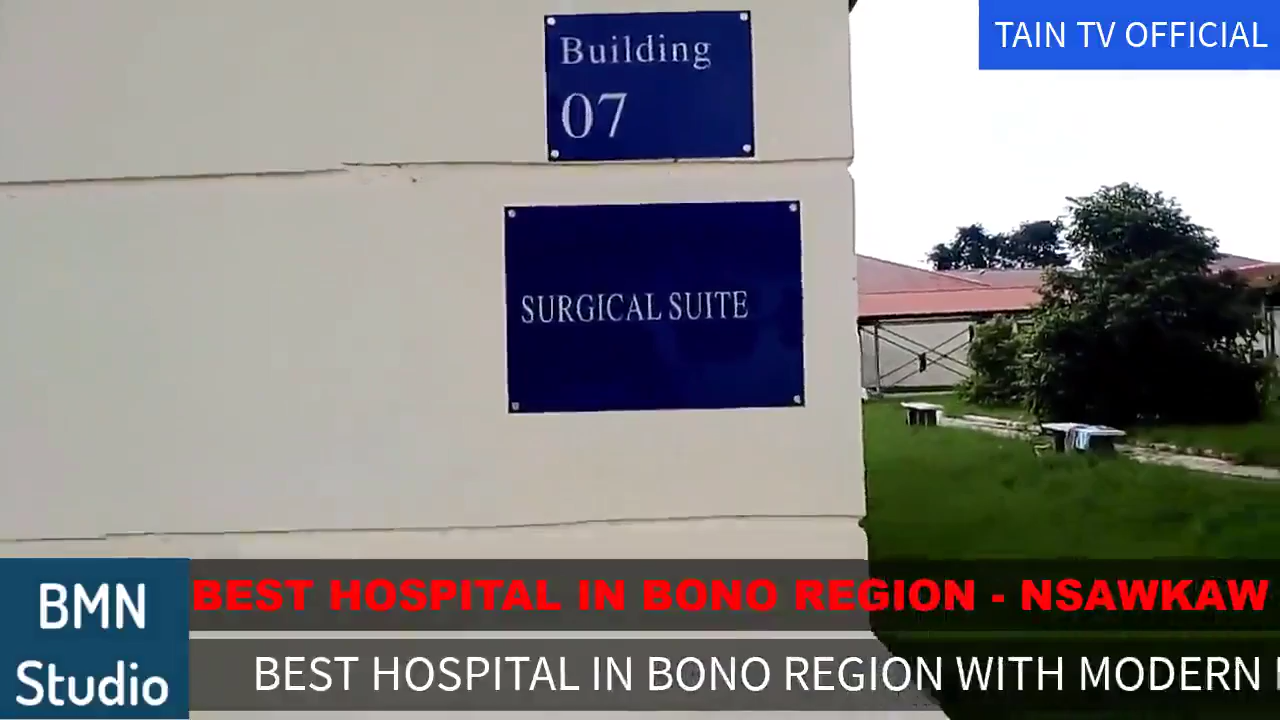 TAIN TV OFFICIAL
Building
07
SURGICAL SUITE
BMN
Studio
BEST HOSPITAL IN BONO REGION - NSAWKAW
BEST HOSPITAL IN BONO REGION WITH MODERN